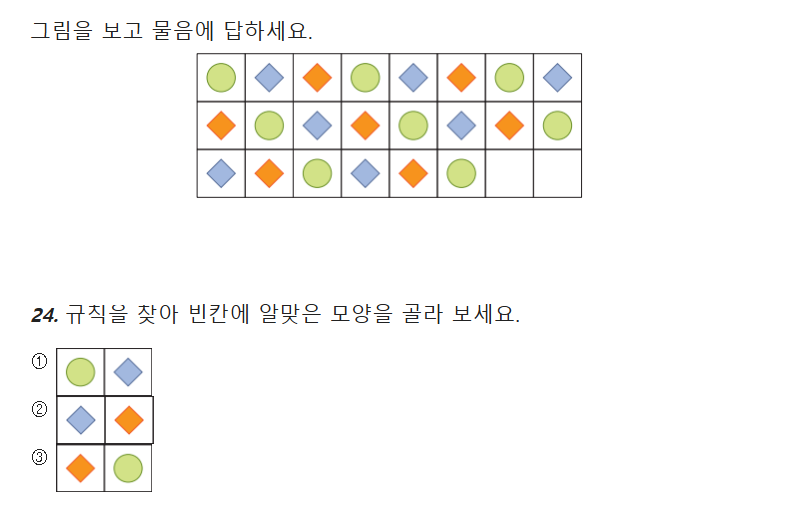 그림을 보고 물음에 답하세요.
24. 규칙을 찾아 빈칸에 알맞은 모양을 골라 보세요.
①
②
③